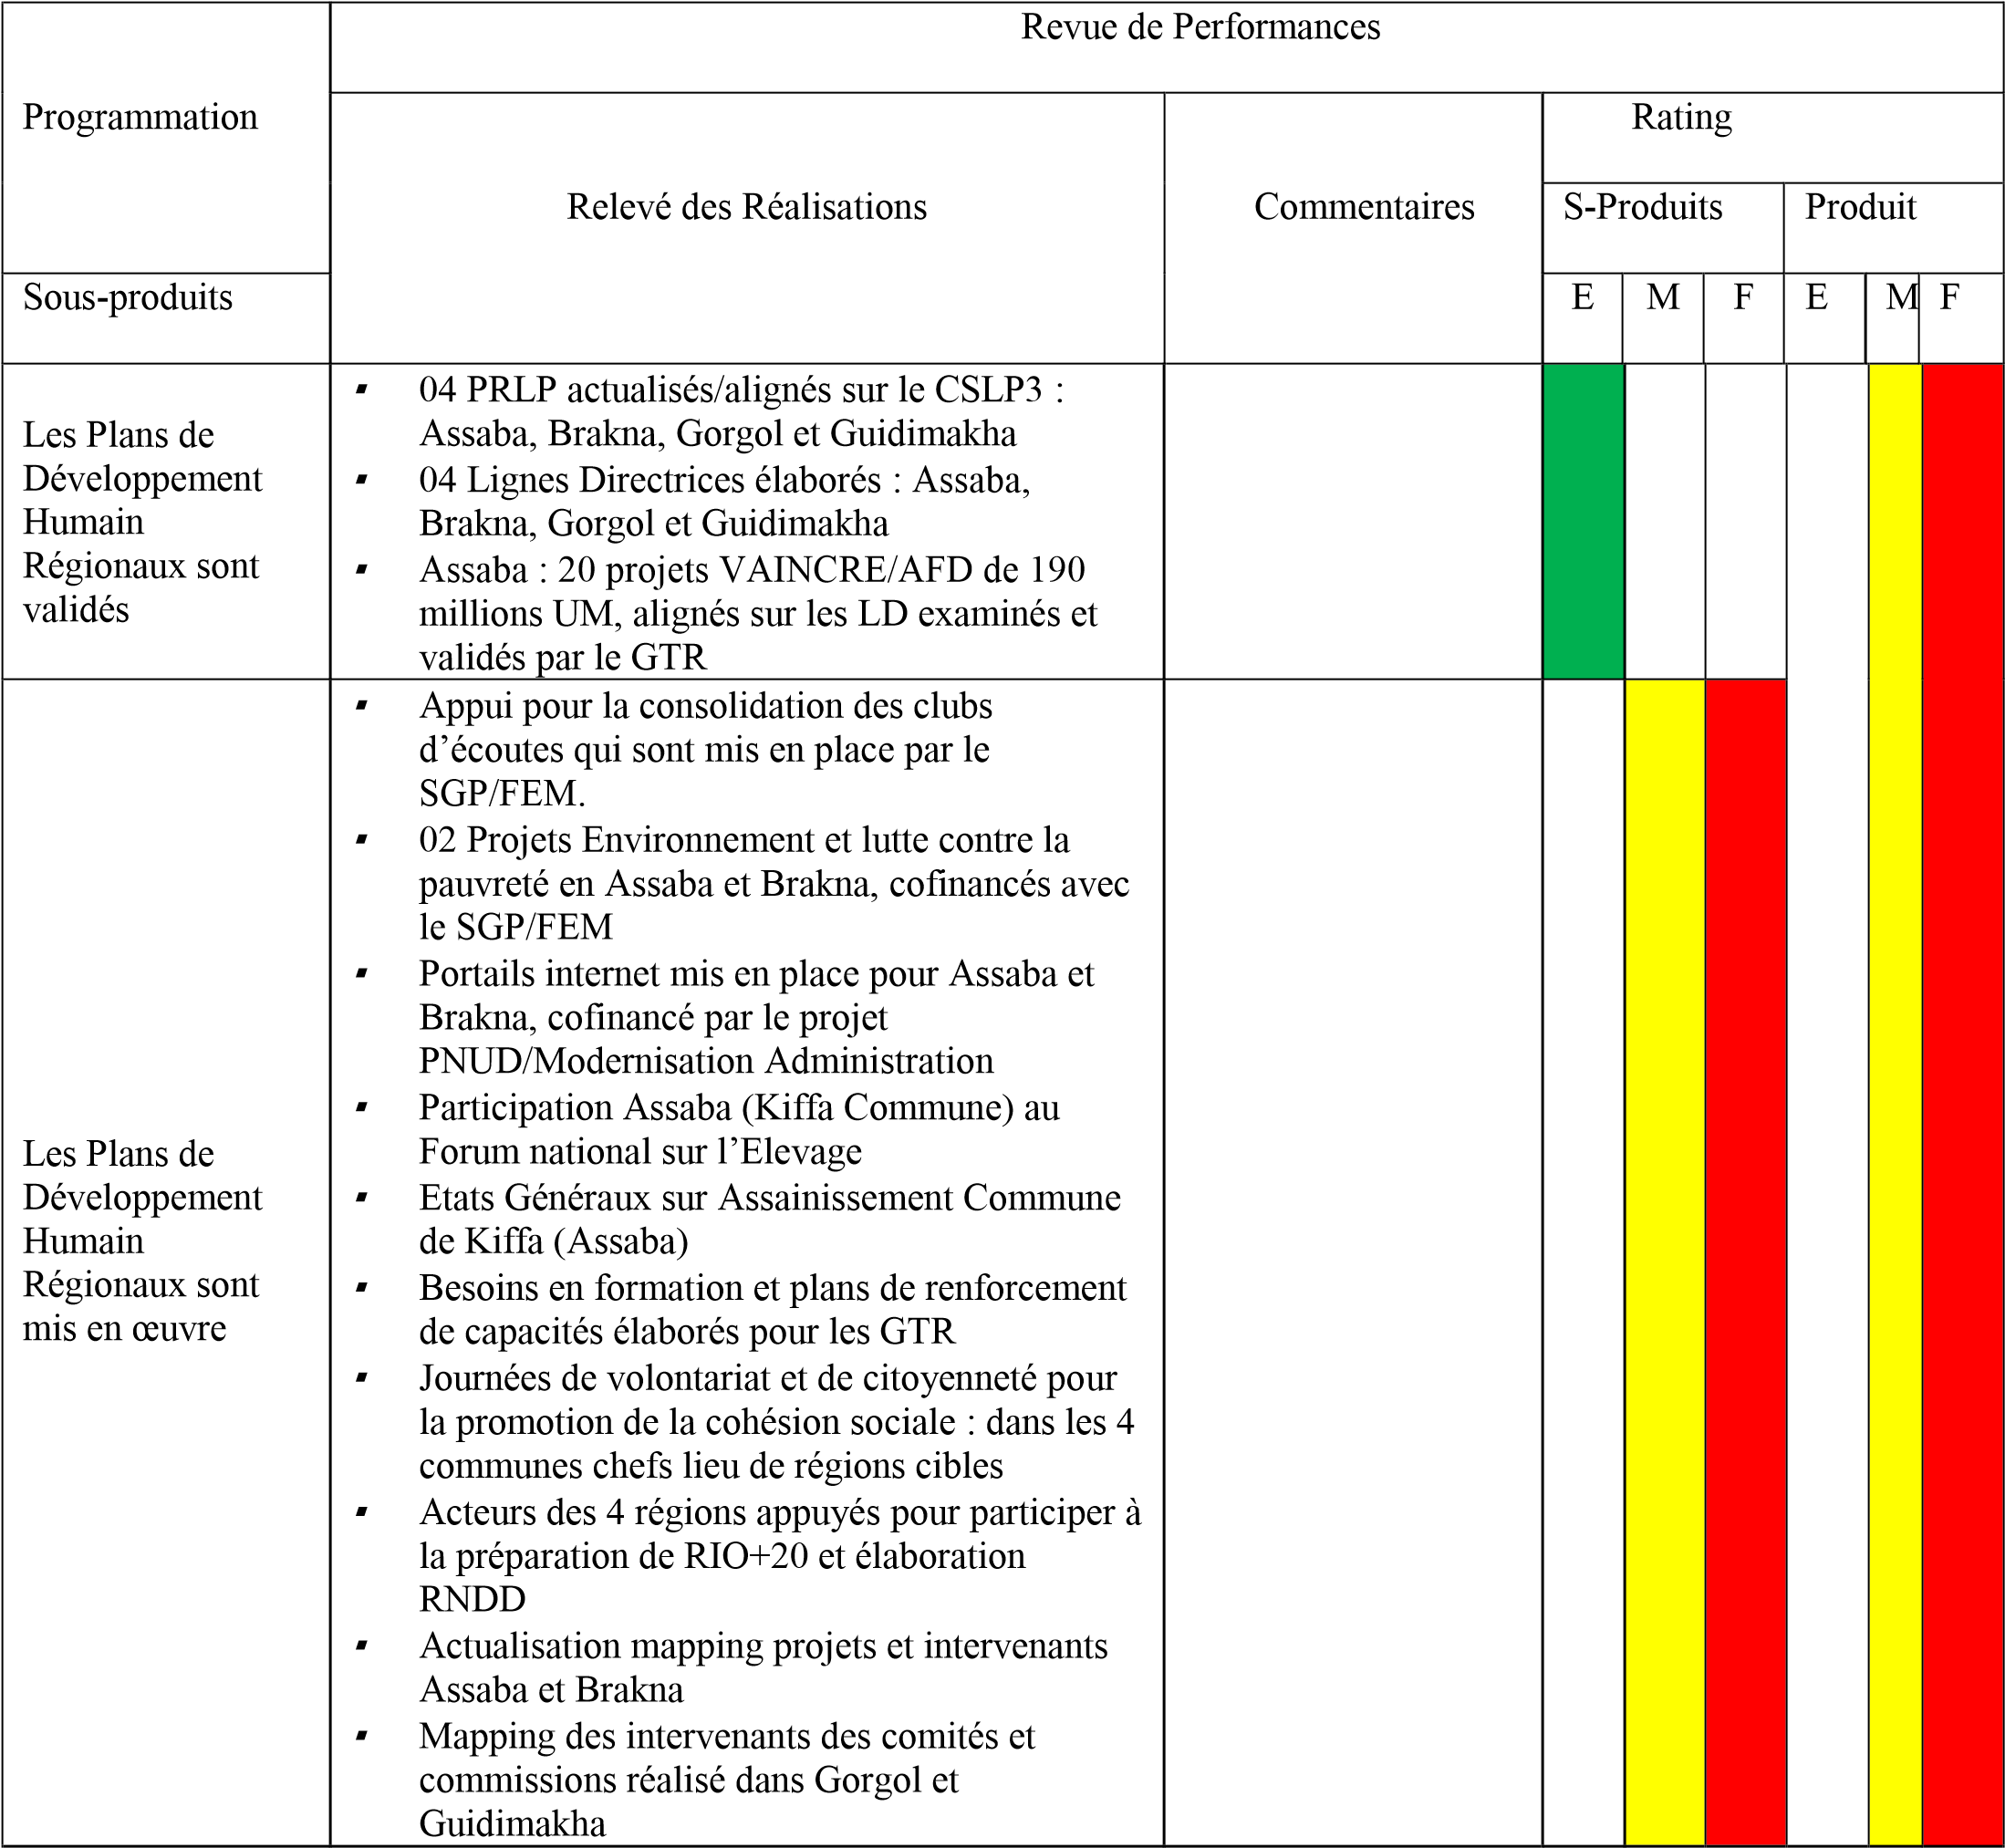 Revue de Performances
Programmation
Rating
Relevé des Réalisations
Commentaires
S-Produits
Produit
Sous-produits
E
M
F
E
M
F
Les Plans de
Développement
Humain
Régionaux sont
validés
▪ 04 PRLP actualisés/alignés sur le CSLP3 :
Assaba, Brakna, Gorgol et Guidimakha
▪ 04 Lignes Directrices élaborés : Assaba,
Brakna, Gorgol et Guidimakha
▪ Assaba : 20 projets VAINCRE/AFD de 190
millions UM, alignés sur les LD examinés et
validés par le GTR
Les Plans de
Développement
Humain
Régionaux sont
mis en œuvre
▪ Appui pour la consolidation des clubs
d’écoutes qui sont mis en place par le
SGP/FEM.
▪ 02 Projets Environnement et lutte contre la
pauvreté en Assaba et Brakna, cofinancés avec
le SGP/FEM
▪ Portails internet mis en place pour Assaba et
Brakna, cofinancé par le projet
PNUD/Modernisation Administration
▪ Participation Assaba (Kiffa Commune) au
Forum national sur l’Elevage
▪ Etats Généraux sur Assainissement Commune
de Kiffa (Assaba)
▪ Besoins en formation et plans de renforcement
de capacités élaborés pour les GTR
▪ Journées de volontariat et de citoyenneté pour
la promotion de la cohésion sociale : dans les 4
communes chefs lieu de régions cibles
▪ Acteurs des 4 régions appuyés pour participer à
la préparation de RIO+20 et élaboration
RNDD
▪ Actualisation mapping projets et intervenants
Assaba et Brakna
▪ Mapping des intervenants des comités et
commissions réalisé dans Gorgol et
Guidimakha